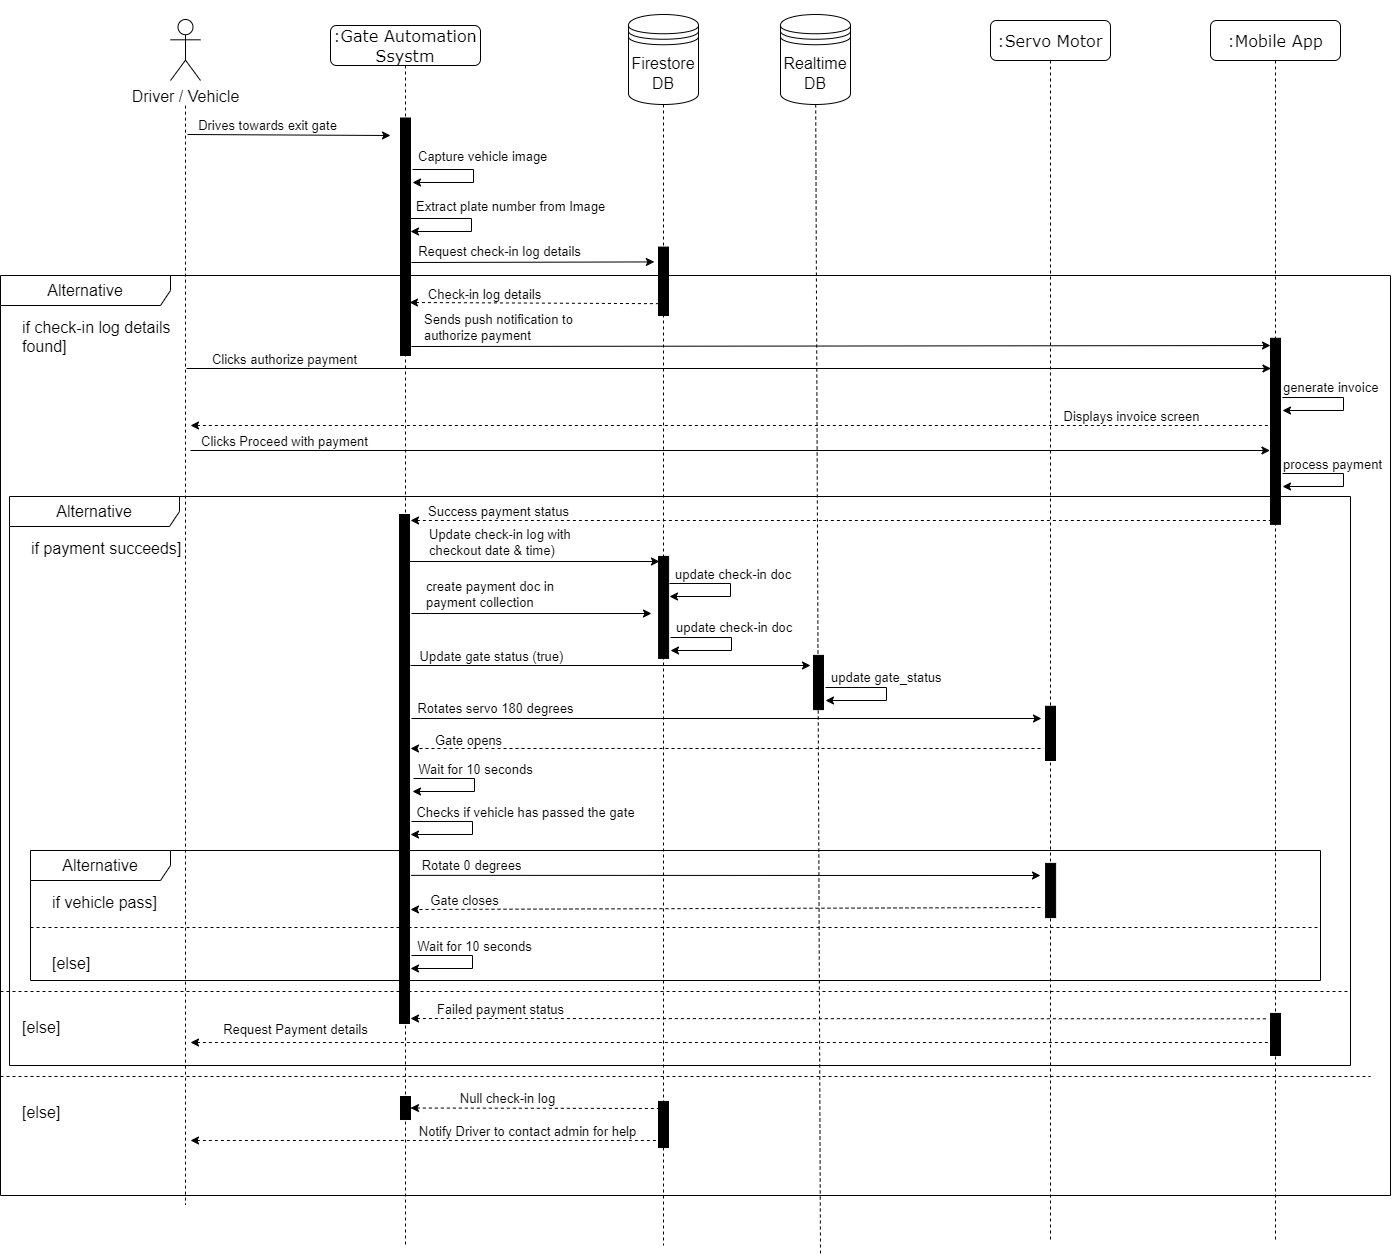 :Gate Automation
Ssystm
Firestore
DB
Realtime
DB
:Servo Motor
:Mobile App
Driver / Vehicle
Drives towards exit gate
Capture vehicle image
Extract plate number from Image
Request check-in log details
Alternative
Check-in log details
if check-in log details
found]
Sends push notification to
authorize payment
Clicks authorize payment
generate invoice
Displays invoice screen
Clicks Proceed with payment
process payment
Alternative
Success payment status
if payment succeeds]
Update check-in log with
checkout date & time)
update check-in doc
create payment doc in
payment collection
update check-in doc
Update gate status (true)
update gate_status
Rotates servo 180 degrees
Gate opens
Wait for 10 seconds
Checks if vehicle has passed the gate
Alternative
Rotate 0 degrees
if vehicle pass]
Gate closes
Wait for 10 seconds
[else]
Failed payment status
[else]
Request Payment details
Null check-in log
[else]
Notify Driver to contact admin for help